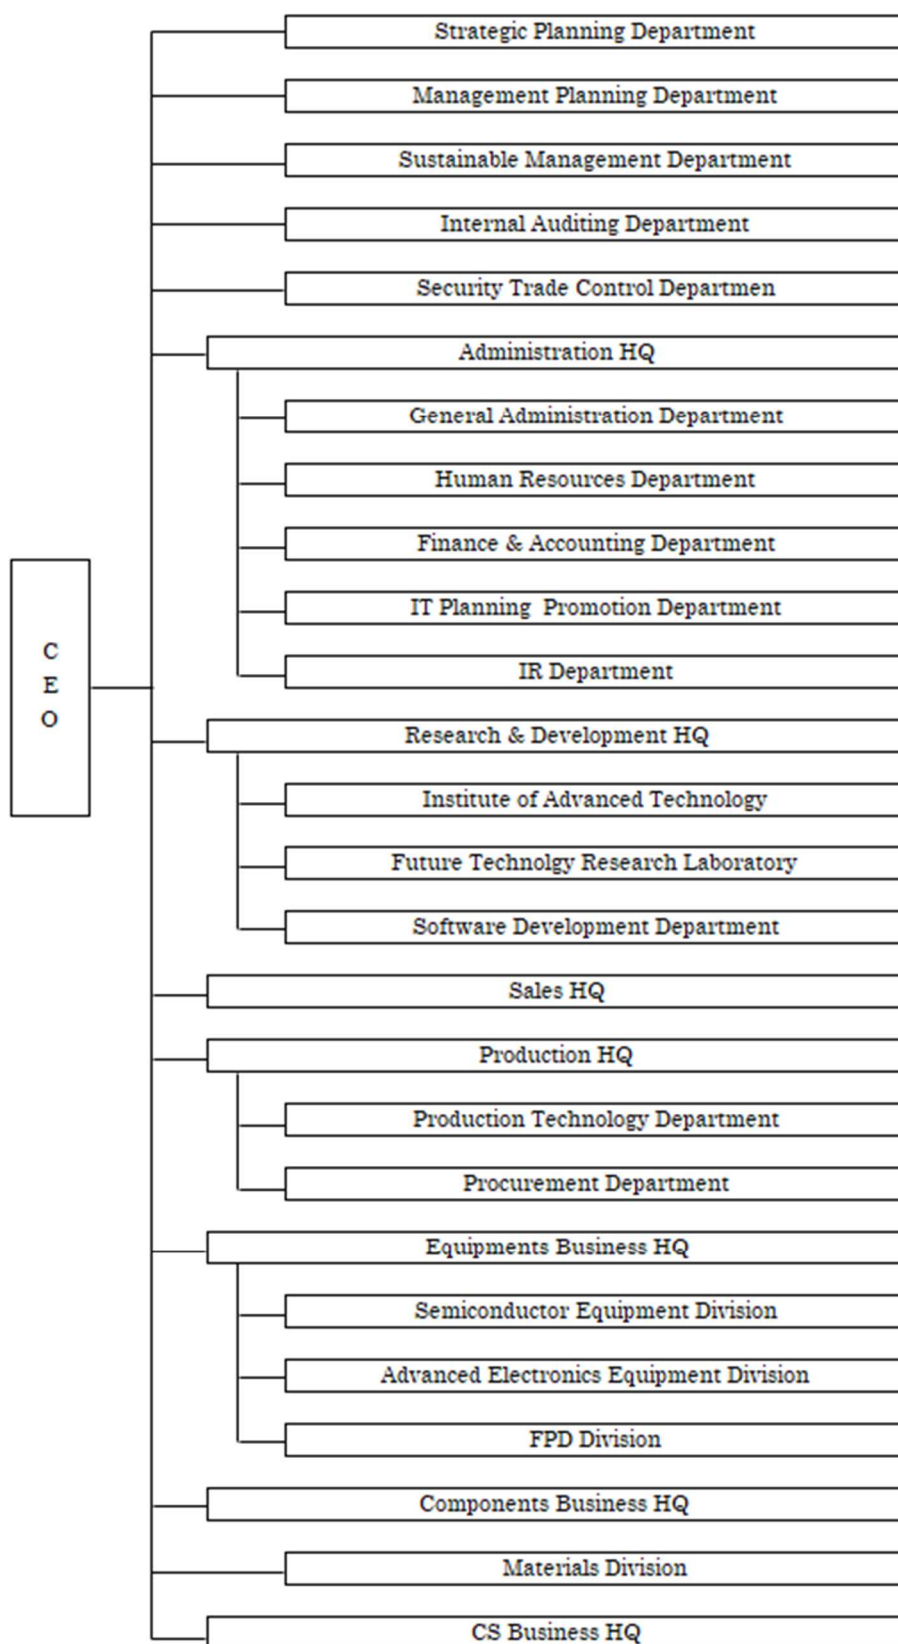 Strategic Planning Department
Management Planning Department
Sustainable Management Department
Internal Auditing Department
Security Trade Control Departmen
Administration HQ
General Administration Department
Human Resources Department
Finance & Accounting Department
IT Planning  Promotion Department
IR Department
C
E
O
Research & Development HQ
Institute of Advanced Technology
Future Technolgy Research Laboratory
Software Development Department
Sales HQ
Production HQ
Production Technology Department
Procurement Department
Equipments Business HQ
Semiconductor Equipment Division
Advanced Electronics Equipment Division
FPD Division
Components Business HQ
Materials Division
CS Business HQ